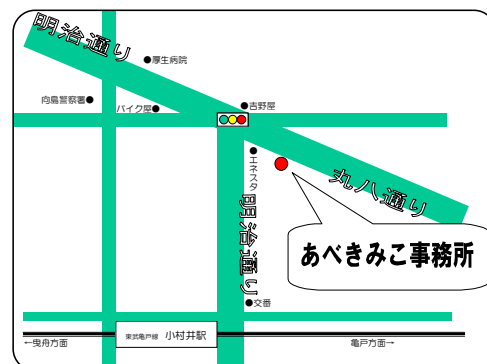 明治通り
●厚生病院
向島警察署●
バイク屋●
●吉野屋
●エネスタ
丸八通り
明治通り
あべきみこ事務所
●交番
東武亀戸線 小村井駅
←曳舟方面
亀戸方面→